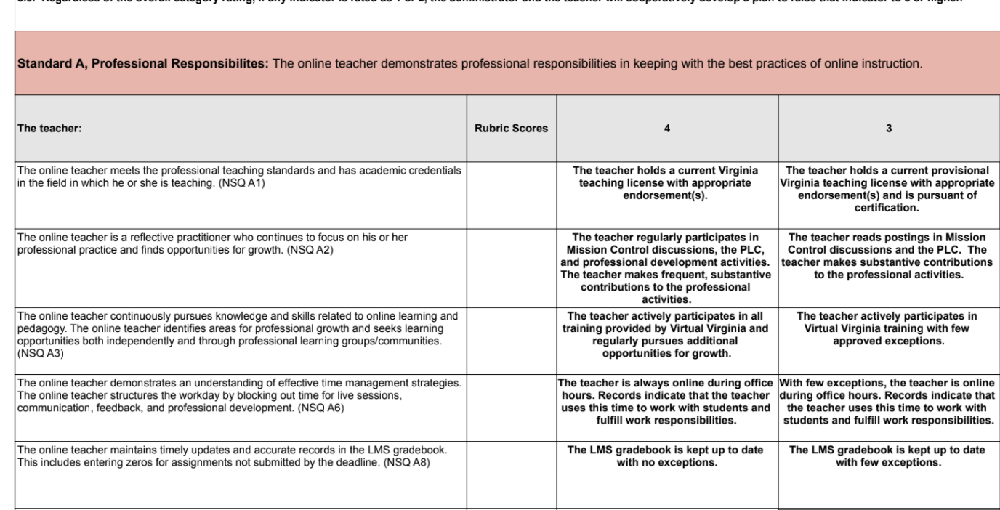 Standard A, Professional Responsibilites: The online teacher demonstrates professional responsibilities in keeping with the best practices of online instruction.
The teacher:
Rubric Scores
4
3
The online teacher meets the professional teaching standards and has academic credentials
in the field in which he or she is teaching. (NSQ A1)
The teacher holds a current Virginia
teaching license with appropriate
endorsement(s).
The teacher holds a current provisional
Virginia teaching license with appropriate
endorsement(s) and is pursuant of
certification.
The online teacher is a reflective practitioner who continues to focus on his or her
professional practice and finds opportunities for growth. (NSQ A2)
The teacher regularly participates in
Mission Control discussions, the PLC,
and professional development activities.
The teacher makes frequent, substantive
contributions to the professional
activities.
The teacher reads postings in Mission
Control discussions and the PLC. The
teacher makes substantive contributions
to the professional activities.
The online teacher continuously pursues knowledge and skills related to online learning and
pedagogy. The online teacher identifies areas for professional growth and seeks learning
opportunities both independently and through professional learning groups/communities.
(NSQ A3)
The teacher actively participates in all
training provided by Virtual Virginia and
regularly pursues additional
opportunities for growth.
The teacher actively participates in
Virtual Virginia training with few
approved exceptions.
The online teacher demonstrates an understanding of effective time management strategies.
The online teacher structures the workday by blocking out time for live sessions,
communication, feedback, and professional development. (NSQ A6)
The teacher is always online during office
hours. Records indicate that the teacher
uses this time to work with students and
fulfill work responsibilities.
With few exceptions, the teacher is online
during office hours. Records indicate that
the teacher uses this time to work with
students and fulfill work responsibilities.
The online teacher maintains timely updates and accurate records in the LMS gradebook.
This includes entering zeros for assignments not submitted by the deadline. (NSQ A8)
The LMS gradebook is kept up to date
with no exceptions.
The LMS gradebook is kept up to date
with few exceptions.